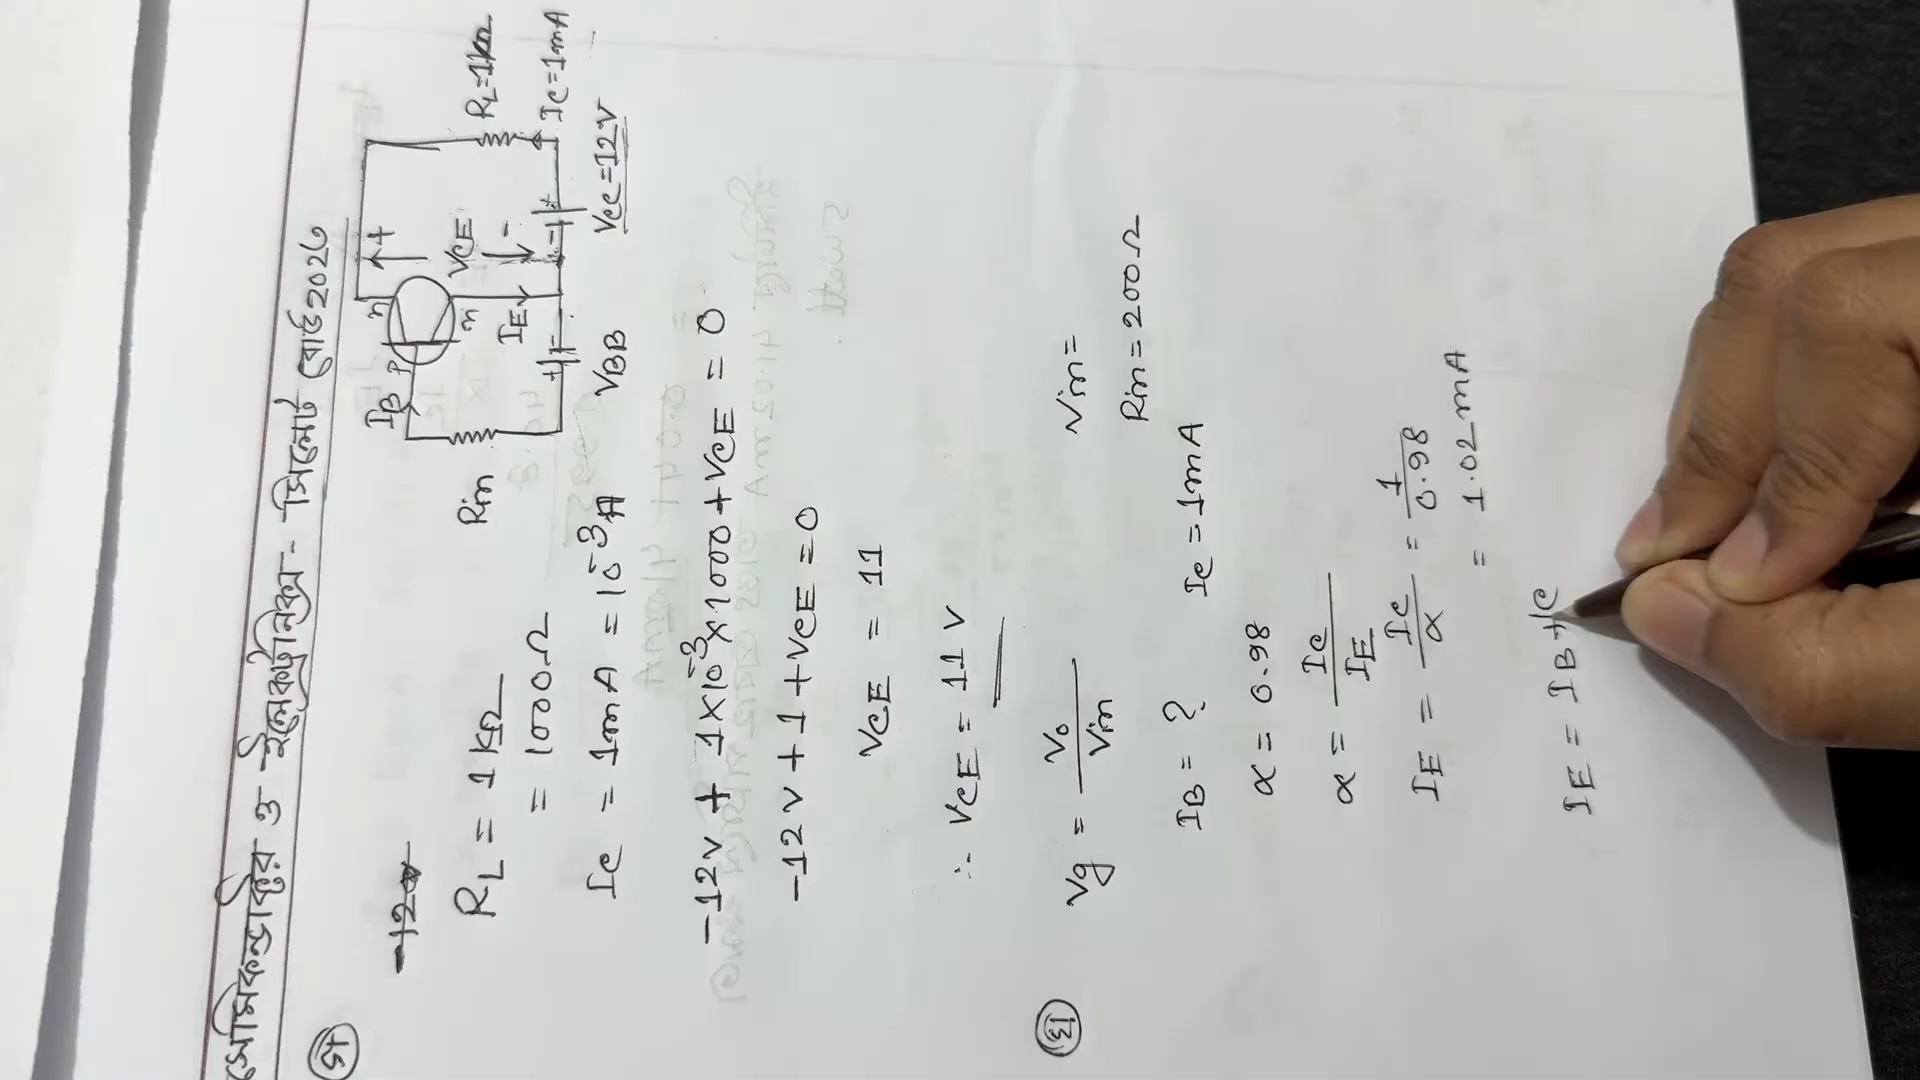 সেমিকন্ডাক্টর ও ইলেকট্রনিক্স - সিলেট বোর্ড 2026
গ
-12v
R_L = 1KΩ
= 1000Ω
Ic = 1mA = 10^-3 A
-12v + 1×10^-3×1000+VCE = 0
-12v + 1 + VCE = 0
VCE = 11
∴ VCE = 11 v
IB
P
n
n
VCE
+
-
IE
Rin
VBB
RL=1kΩ
Ic=1mA
Vcc=12v
ঘ
Vg = Vo/Vin
Vin =
Rin = 200Ω
IB = ?
Ic = 1mA
α = 0.98
α = Ic/IE
IE = Ic/α = 1/0.98
= 1.02 mA
IE = IB+Ic